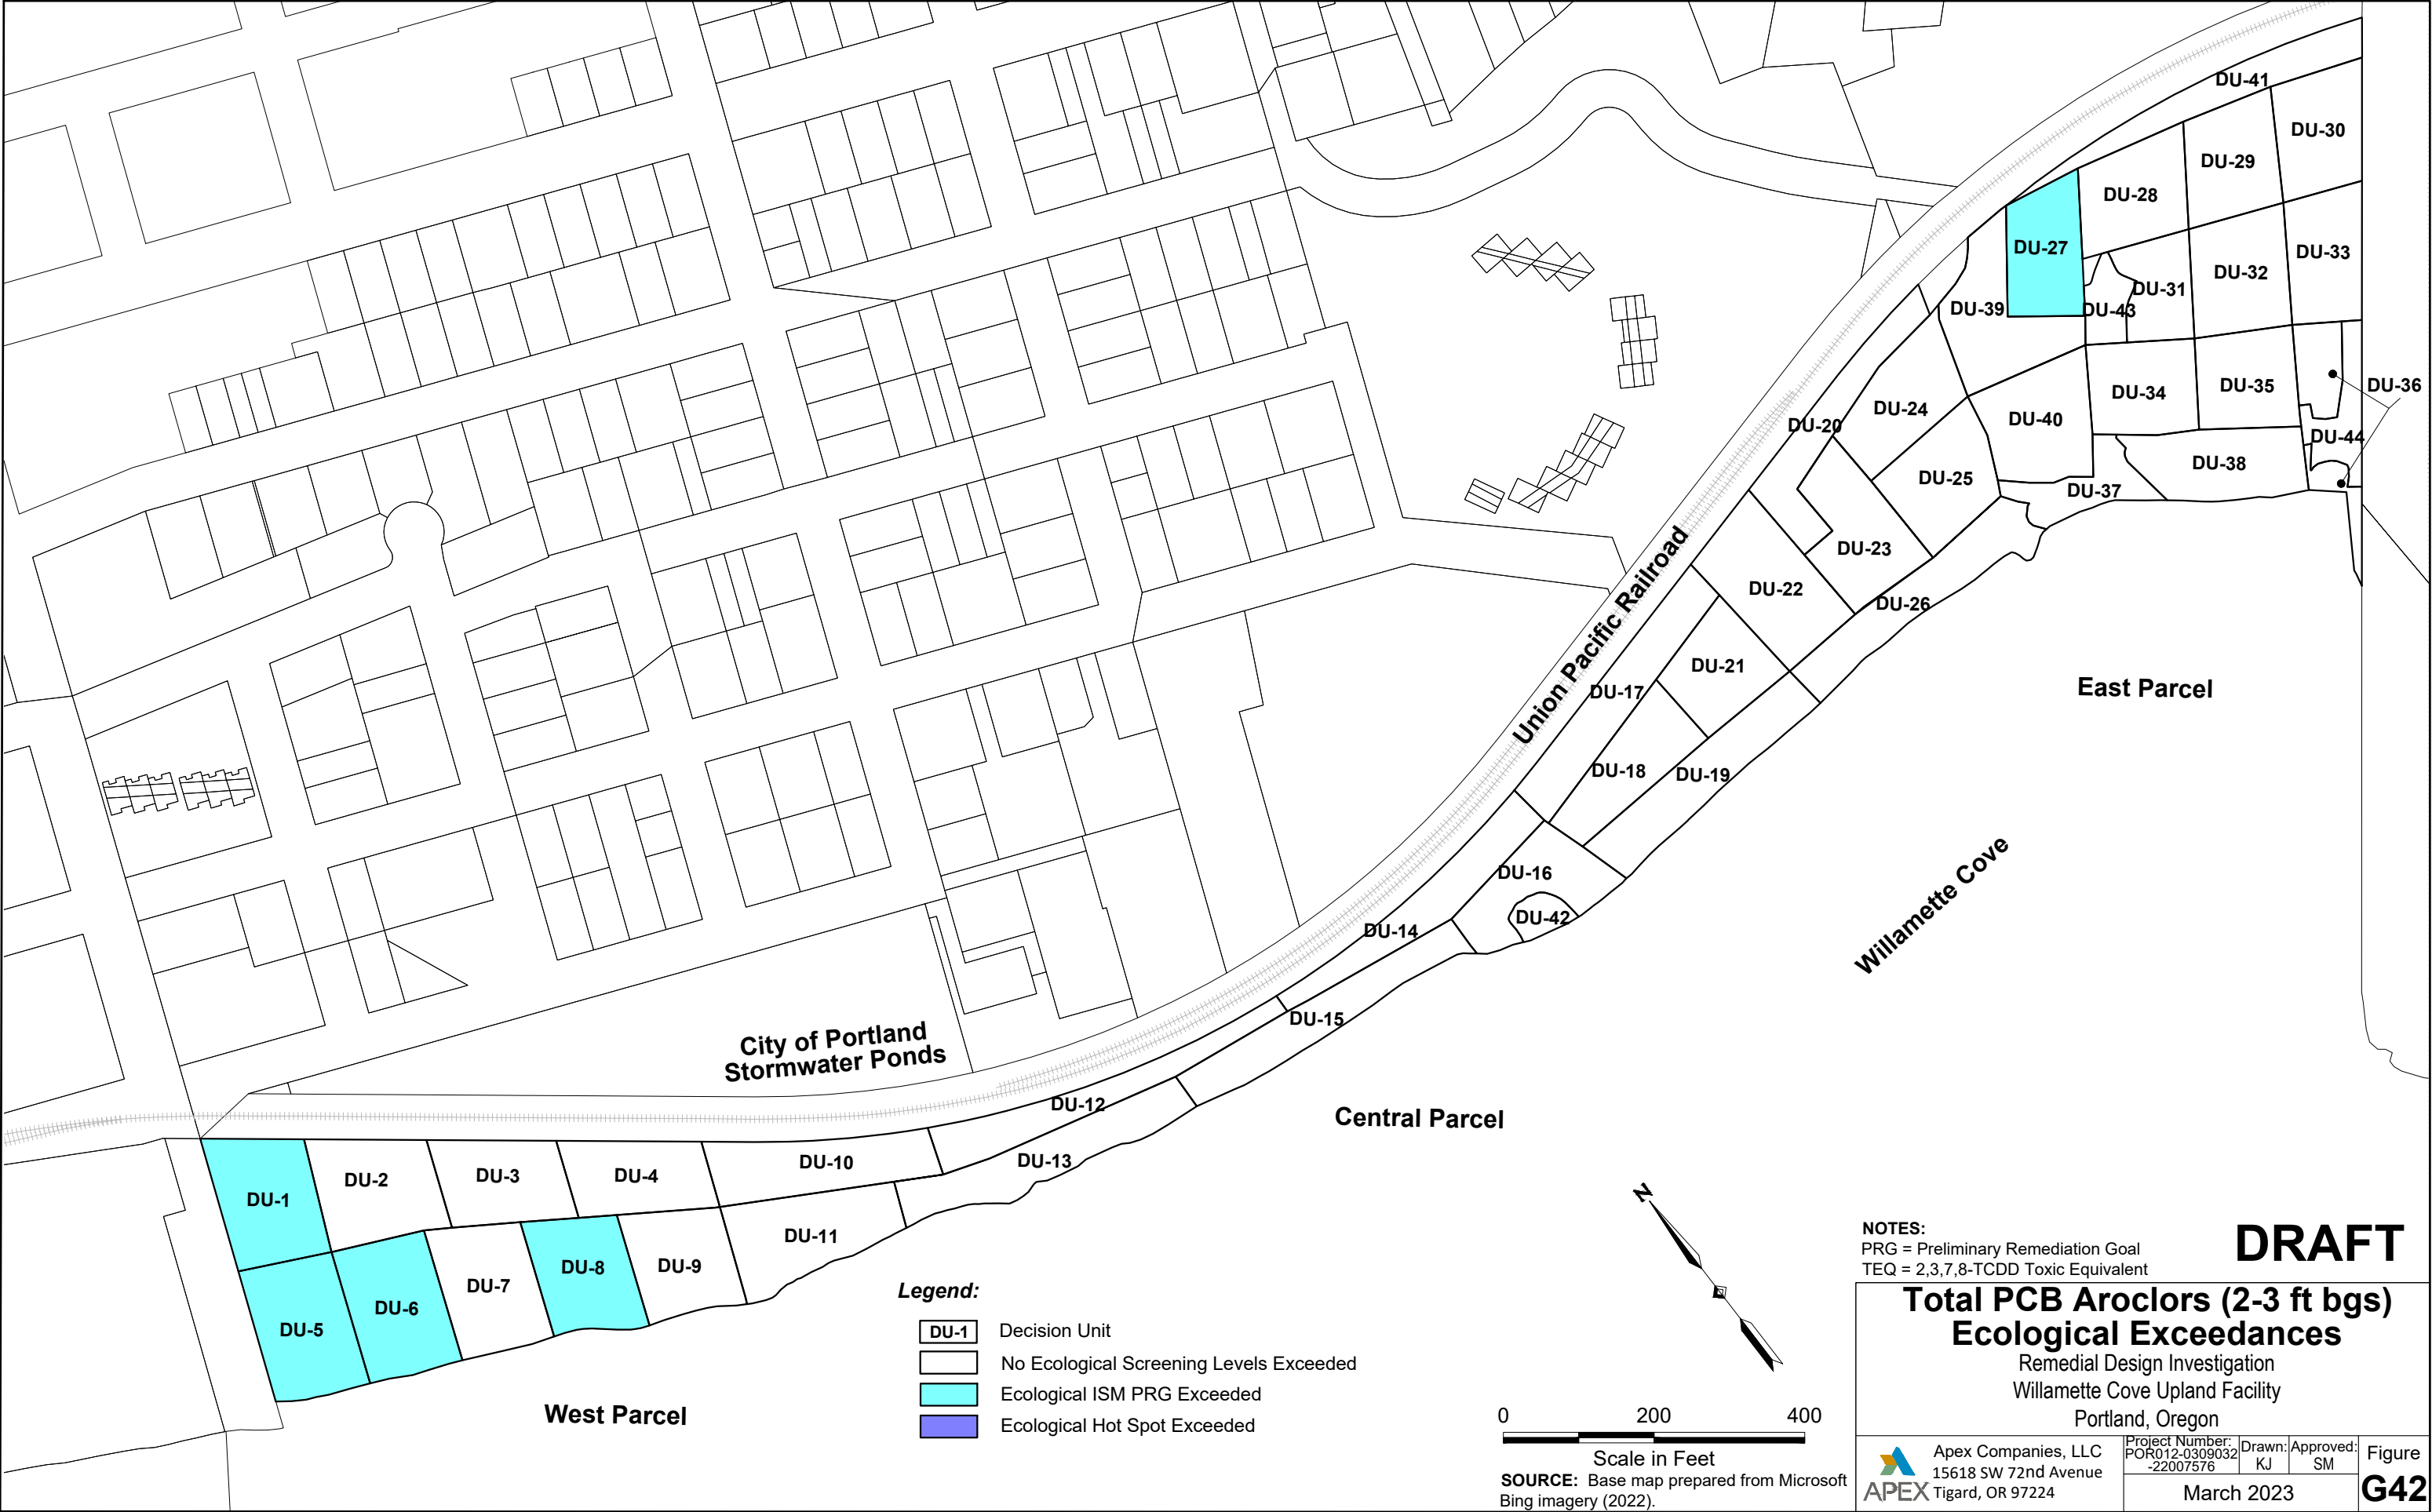 DU-41
DU-30
DU-29
DU-28
DU-27
DU-33
DU-32
DU-31
DU-43
DU-39
DU-36
DU-35
DU-34
DU-24
DU-40
DU-20
DU-44
DU-38
DU-25
DU-37
DU-23
DU-22
DU-26
Union Pacific Railroad
DU-21
DU-17
East Parcel
DU-18
DU-19
DU-16
DU-42
DU-14
Willamette Cove
DU-15
City of Portland
Stormwater Ponds
DU-12
Central Parcel
DU-13
DU-10
DU-4
DU-3
DU-2
DU-1
DU-11
DU-9
DU-8
DU-7
DU-6
DU-5
West Parcel
Legend:
DU-1 Decision Unit
No Ecological Screening Levels Exceeded
Ecological ISM PRG Exceeded
Ecological Hot Spot Exceeded
N
0 200 400
Scale in Feet
SOURCE: Base map prepared from Microsoft
Bing imagery (2022).
NOTES:
PRG = Preliminary Remediation Goal
TEQ = 2,3,7,8-TCDD Toxic Equivalent
DRAFT
Total PCB Aroclors (2-3 ft bgs)
Ecological Exceedances
Remedial Design Investigation
Willamette Cove Upland Facility
Portland, Oregon
APEX
Apex Companies, LLC
15618 SW 72nd Avenue
Tigard, OR 97224
Project Number:
POR012-0309032
-22007576
Drawn:
KJ
Approved:
SM
March 2023
Figure
G42